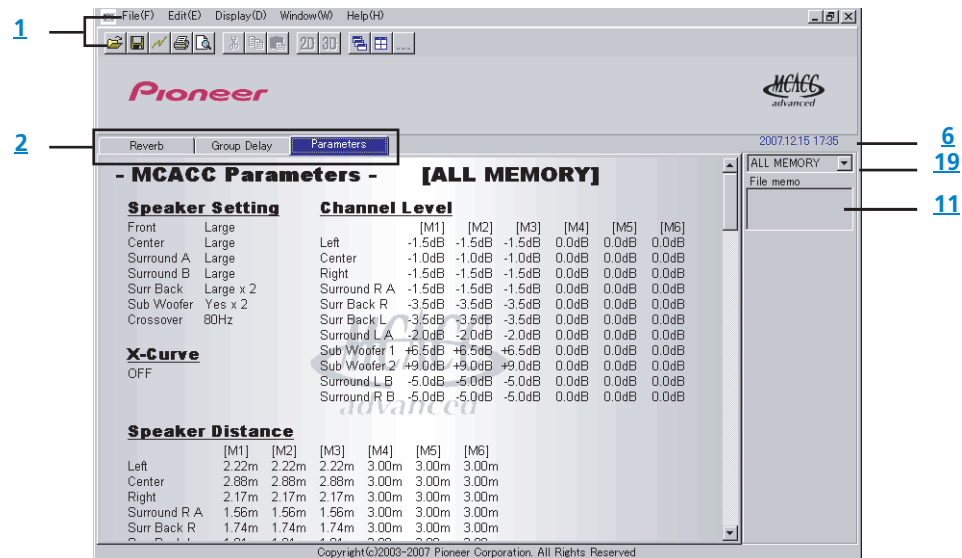 File(F) Edit(E) Display(D) Window(W) Help(H)
1
2D 3D
Pioneer
MCACC
advanced
2
Reverb Group Delay Parameters
2007.12.15 17:35
6
ALL MEMORY
19
File memo
11
- MCACC Parameters - [ALL MEMORY]
Speaker Setting
Front Large
Center Large
Surround A Large
Surround B Large
Surr Back Large x 2
Sub Woofer Yes x 2
Crossover 80Hz
X-Curve
OFF
Channel Level
[M1] [M2] [M3] [M4] [M5] [M6]
Left -1.5dB -1.5dB -1.5dB 0.0dB 0.0dB 0.0dB
Center -1.0dB -1.0dB -1.0dB 0.0dB 0.0dB 0.0dB
Right -1.5dB -1.5dB -1.5dB 0.0dB 0.0dB 0.0dB
Surround R A -1.5dB -1.5dB -1.5dB 0.0dB 0.0dB 0.0dB
Surr Back R -3.5dB -3.5dB -3.5dB 0.0dB 0.0dB 0.0dB
Surr Back L -3.5dB -3.5dB -3.5dB 0.0dB 0.0dB 0.0dB
Surround L A -2.0dB -2.0dB -2.0dB 0.0dB 0.0dB 0.0dB
Sub Woofer 1 +6.5dB +6.5dB +6.5dB 0.0dB 0.0dB 0.0dB
Sub Woofer 2 +9.0dB +9.0dB +9.0dB 0.0dB 0.0dB 0.0dB
Surround L B -5.0dB -5.0dB -5.0dB 0.0dB 0.0dB 0.0dB
Surround R B -5.0dB -5.0dB -5.0dB 0.0dB 0.0dB 0.0dB
MCACC
advanced
Speaker Distance
[M1] [M2] [M3] [M4] [M5] [M6]
Left 2.22m 2.22m 2.22m 3.00m 3.00m 3.00m
Center 2.88m 2.88m 2.88m 3.00m 3.00m 3.00m
Right 2.17m 2.17m 2.17m 3.00m 3.00m 3.00m
Surround R A 1.56m 1.56m 1.56m 3.00m 3.00m 3.00m
Surr Back R 1.74m 1.74m 1.74m 3.00m 3.00m 3.00m
Copyright(c)2003-2007 Pioneer Corporation. All Rights Reserved